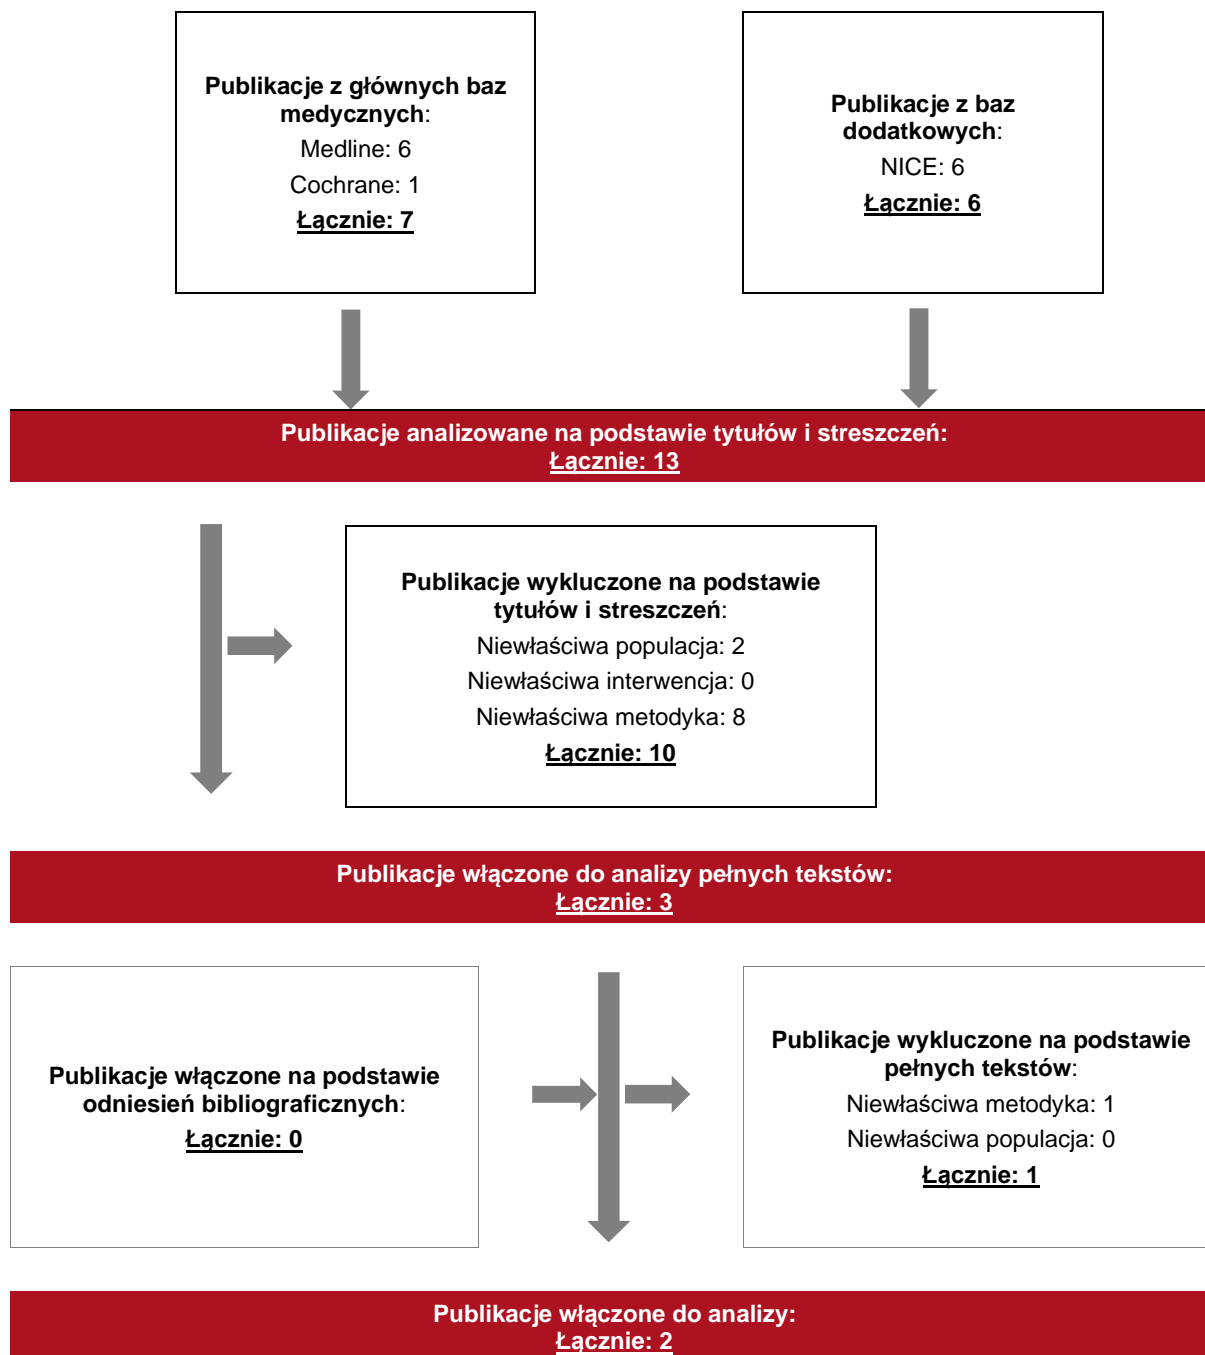 Publikacje z głównych baz
medycznych:
Medline: 6
Cochrane: 1
Łącznie: 7
Publikacje z baz
dodatkowych:
NICE: 6
Łącznie: 6
Publikacje analizowane na podstawie tytułów i streszczeń:
Łącznie: 13
Publikacje wykluczone na podstawie
tytułów i streszczeń:
Niewłaściwa populacja: 2
Niewłaściwa interwencja: 0
Niewłaściwa metodyka: 8
Łącznie: 10
Publikacje włączone do analizy pełnych tekstów:
Łącznie: 3
Publikacje włączone na podstawie
odniesień bibliograficznych:
Łącznie: 0
Publikacje wykluczone na podstawie
pełnych tekstów:
Niewłaściwa metodyka: 1
Niewłaściwa populacja: 0
Łącznie: 1
Publikacje włączone do analizy:
Łącznie: 2